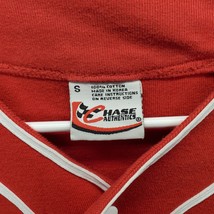 S
100% COTTON
MADE IN KOREA
CARE INSTRUCTIONS
ON REVERSE SIDE
CHASE
AUTHENTICS